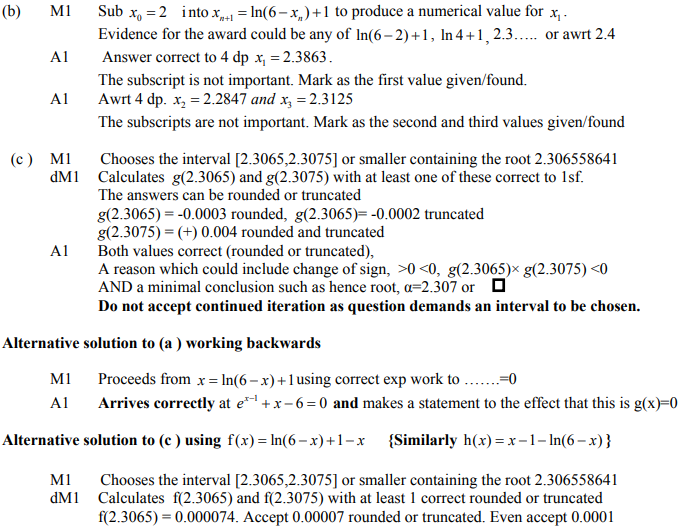 (b) M1 Sub x₀ = 2 into xₙ₊₁ = ln(6−xₙ)+1 to produce a numerical value for x₁.
Evidence for the award could be any of ln(6−2)+1, ln4+1, 2.3….. or awrt 2.4
A1 Answer correct to 4 dp x₁ = 2.3863.
The subscript is not important. Mark as the first value given/found.
A1 Awrt 4 dp. x₂ = 2.2847 and x₃ = 2.3125
The subscripts are not important. Mark as the second and third values given/found
(c ) M1 Chooses the interval [2.3065,2.3075] or smaller containing the root 2.306558641
dM1 Calculates g(2.3065) and g(2.3075) with at least one of these correct to 1sf.
The answers can be rounded or truncated
g(2.3065) = -0.0003 rounded, g(2.3065)= -0.0002 truncated
g(2.3075) = (+) 0.004 rounded and truncated
A1 Both values correct (rounded or truncated),
A reason which could include change of sign, >0 <0, g(2.3065)× g(2.3075) <0
AND a minimal conclusion such as hence root, α=2.307 or □
Do not accept continued iteration as question demands an interval to be chosen.
Alternative solution to (a ) working backwards
M1 Proceeds from x = ln(6−x)+1using correct exp work to …….=0
A1 Arrives correctly at eˣ⁻¹ + x − 6 = 0 and makes a statement to the effect that this is g(x)=0
Alternative solution to (c ) using f(x) = ln(6−x)+1−x {Similarly h(x) = x−1−ln(6−x)}
M1 Chooses the interval [2.3065,2.3075] or smaller containing the root 2.306558641
dM1 Calculates f(2.3065) and f(2.3075) with at least 1 correct rounded or truncated
f(2.3065) = 0.000074. Accept 0.00007 rounded or truncated. Even accept 0.0001